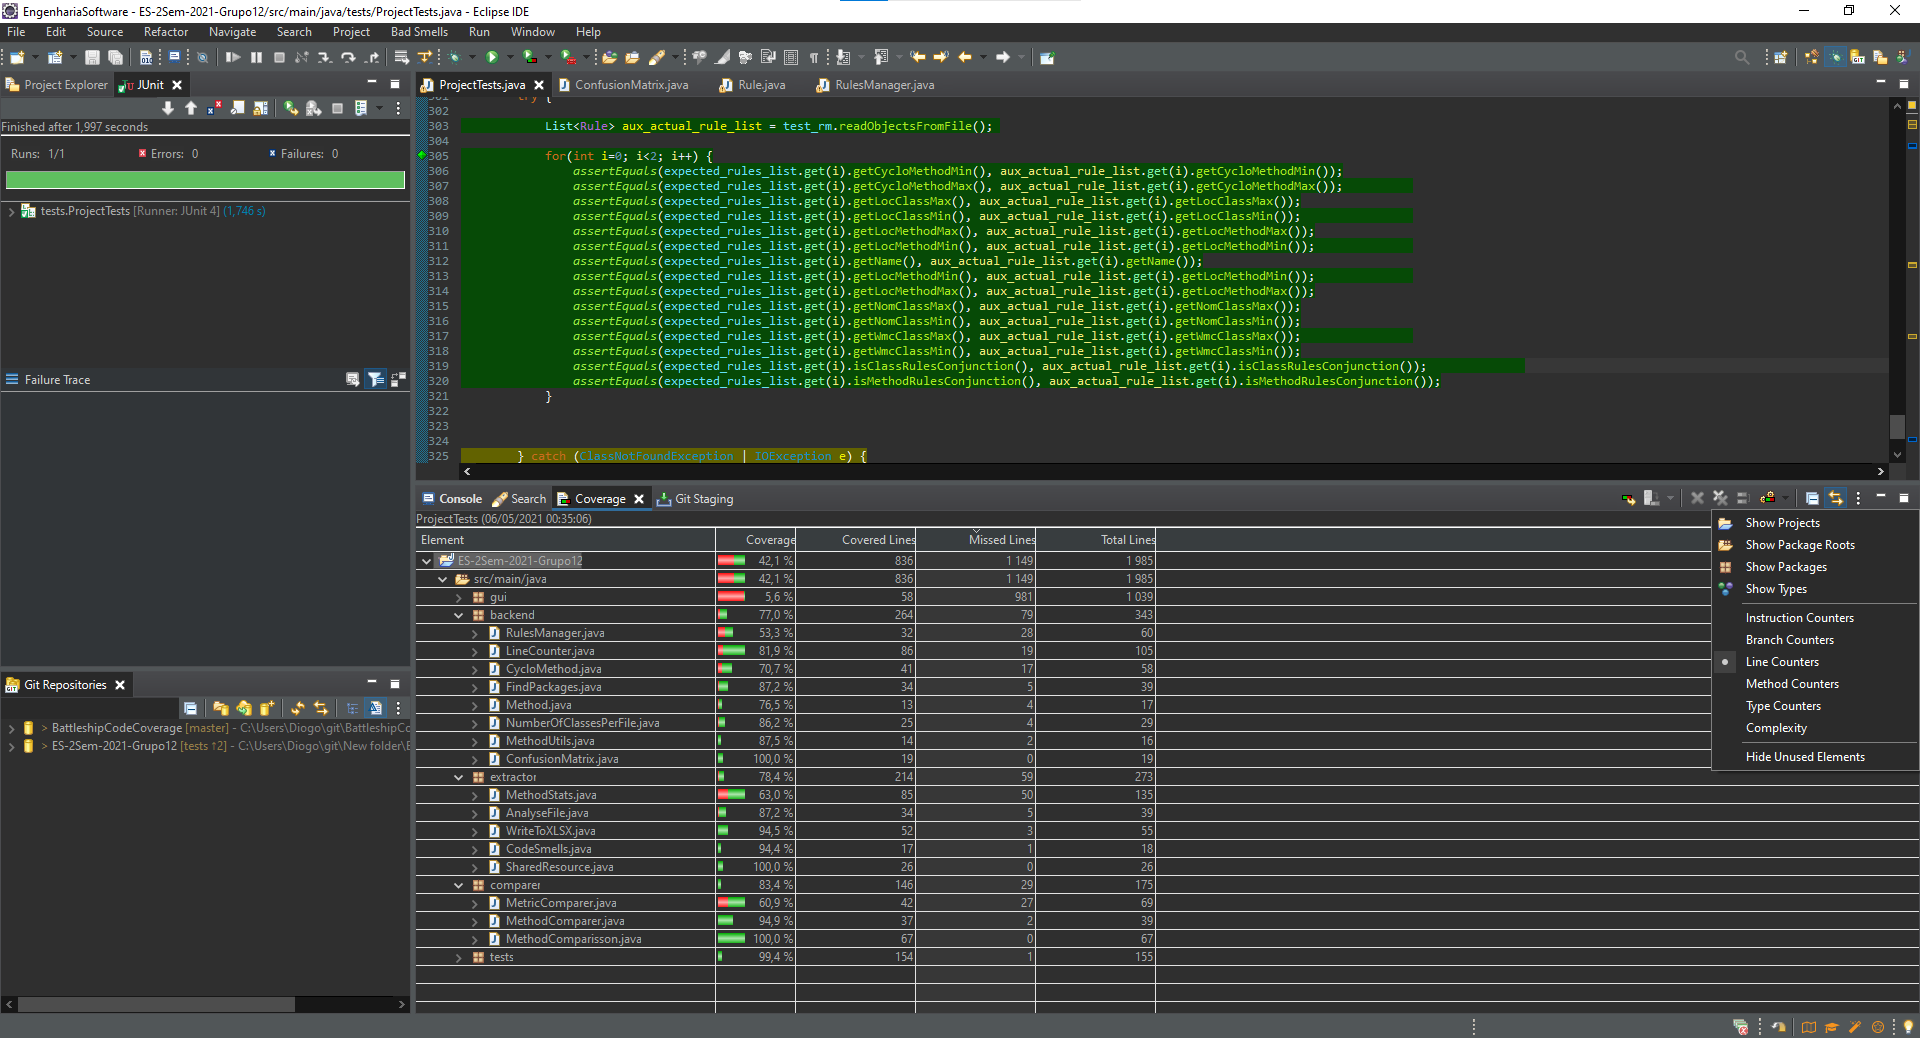 EngenhariaSoftware - ES-2Sem-2021-Grupo12/src/main/java/tests/ProjectTests.java - Eclipse IDE
File Edit Source Refactor Navigate Search Project Bad Smells Run Window Help
Project Explorer JUnit
Finished after 1,997 seconds
Runs: 1/1 Errors: 0 Failures: 0
tests.ProjectTests [Runner: JUnit 4] (1,746 s)
Failure Trace
Git Repositories
> BattleshipCodeCoverage [master] - C:\Users\Diogo\git\BattleshipCo
> ES-2Sem-2021-Grupo12 [tests ↑2] - C:\Users\Diogo\git\New folder\E
ProjectTests.java ConfusionMatrix.java Rule.java RulesManager.java
301 try {
302
303 List<Rule> aux_actual_rule_list = test_rm.readObjectsFromFile();
304
305 for(int i=0; i<2; i++) {
306 assertEquals(expected_rules_list.get(i).getCycloMethodMin(), aux_actual_rule_list.get(i).getCycloMethodMin());
307 assertEquals(expected_rules_list.get(i).getCycloMethodMax(), aux_actual_rule_list.get(i).getCycloMethodMax());
308 assertEquals(expected_rules_list.get(i).getLocClassMax(), aux_actual_rule_list.get(i).getLocClassMax());
309 assertEquals(expected_rules_list.get(i).getLocClassMin(), aux_actual_rule_list.get(i).getLocClassMin());
310 assertEquals(expected_rules_list.get(i).getLocMethodMax(), aux_actual_rule_list.get(i).getLocMethodMax());
311 assertEquals(expected_rules_list.get(i).getLocMethodMin(), aux_actual_rule_list.get(i).getLocMethodMin());
312 assertEquals(expected_rules_list.get(i).getName(), aux_actual_rule_list.get(i).getName());
313 assertEquals(expected_rules_list.get(i).getLocMethodMin(), aux_actual_rule_list.get(i).getLocMethodMin());
314 assertEquals(expected_rules_list.get(i).getLocMethodMax(), aux_actual_rule_list.get(i).getLocMethodMax());
315 assertEquals(expected_rules_list.get(i).getNomClassMax(), aux_actual_rule_list.get(i).getNomClassMax());
316 assertEquals(expected_rules_list.get(i).getNomClassMin(), aux_actual_rule_list.get(i).getNomClassMin());
317 assertEquals(expected_rules_list.get(i).getWmcClassMax(), aux_actual_rule_list.get(i).getWmcClassMax());
318 assertEquals(expected_rules_list.get(i).getWmcClassMin(), aux_actual_rule_list.get(i).getWmcClassMin());
319 assertEquals(expected_rules_list.get(i).isClassRulesConjunction(), aux_actual_rule_list.get(i).isClassRulesConjunction());
320 assertEquals(expected_rules_list.get(i).isMethodRulesConjunction(), aux_actual_rule_list.get(i).isMethodRulesConjunction());
321 }
322
323
324
325 } catch (ClassNotFoundException | IOException e) {
Console Search Coverage Git Staging
ProjectTests (06/05/2021 00:35:06)
Element Coverage Covered Lines Missed Lines Total Lines
ES-2Sem-2021-Grupo12 42,1 % 836 1 149 1 985
src/main/java 42,1 % 836 1 149 1 985
gui 5,6 % 58 981 1 039
backend 77,0 % 264 79 343
RulesManager.java 53,3 % 32 28 60
LineCounter.java 81,9 % 86 19 105
CycloMethod.java 70,7 % 41 17 58
FindPackages.java 87,2 % 34 5 39
Method.java 76,5 % 13 4 17
NumberOfClassesPerFile.java 86,2 % 25 4 29
MethodUtils.java 87,5 % 14 2 16
ConfusionMatrix.java 100,0 % 19 0 19
extractor 78,4 % 214 59 273
MethodStats.java 63,0 % 85 50 135
AnalyseFile.java 87,2 % 34 5 39
WriteToXLSX.java 94,5 % 52 3 55
CodeSmells.java 94,4 % 17 1 18
SharedResource.java 100,0 % 26 0 26
comparer 83,4 % 146 29 175
MetricComparer.java 60,9 % 42 27 69
MethodComparer.java 94,9 % 37 2 39
MethodComparisson.java 100,0 % 67 0 67
tests 99,4 % 154 1 155
Show Projects
Show Package Roots
Show Packages
Show Types
Instruction Counters
Branch Counters
Line Counters
Method Counters
Type Counters
Complexity
Hide Unused Elements